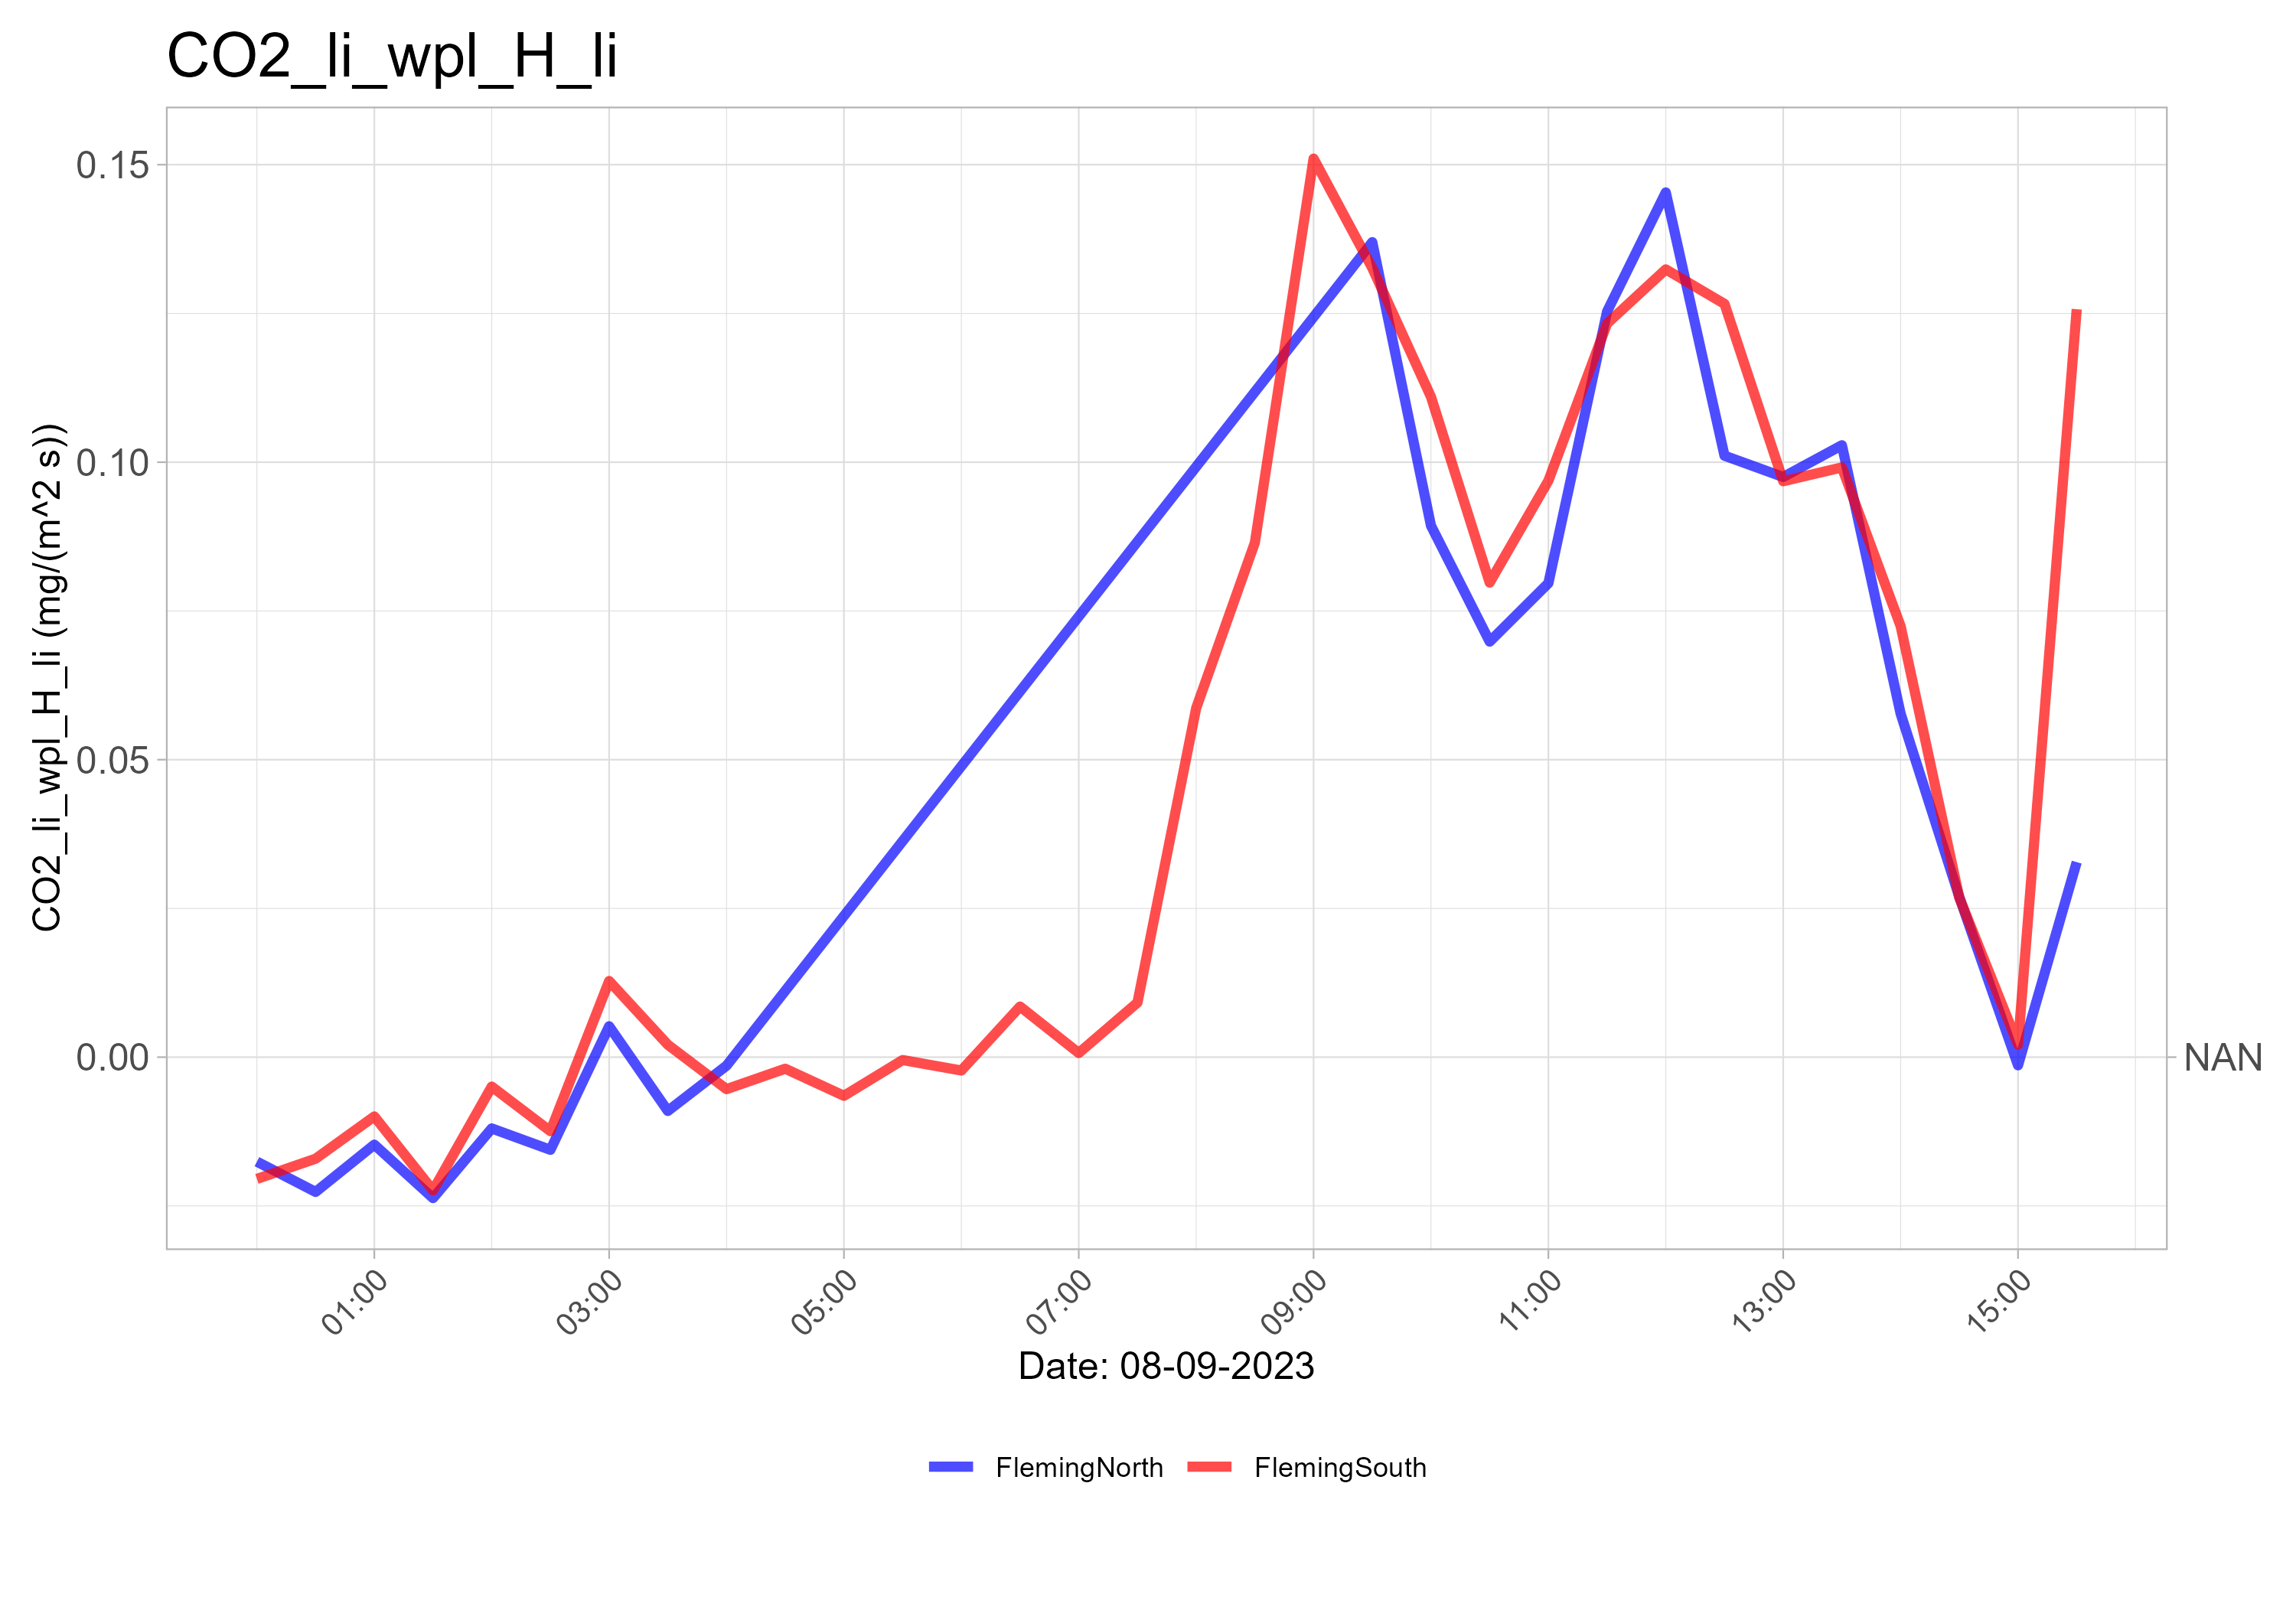 CO2_li_wpl_H_li
CO2_li_wpl_H_li (mg/(m^2 s))
0.15
0.10
0.05
0.00
NAN
01:00
03:00
05:00
07:00
09:00
11:00
13:00
15:00
Date: 08-09-2023
FlemingNorth
FlemingSouth